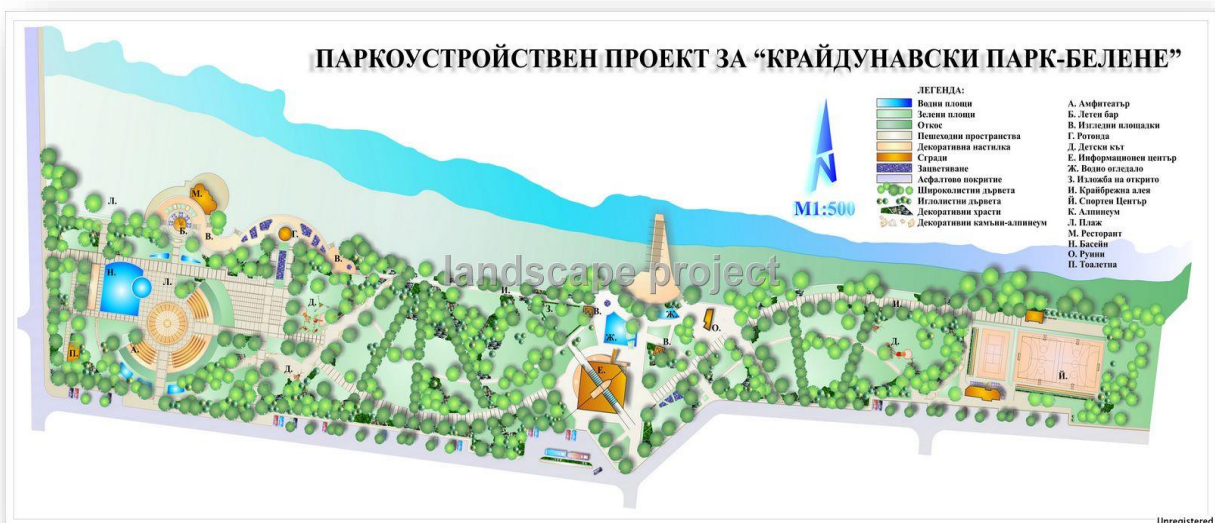 ПАРКОУСТРОЙСТВЕН ПРОЕКТ ЗА “КРАЙДУНАВСКИ ПАРК-БЕЛЕНЕ”
ЛЕГЕНДА:
Водни площи
Зелени площи
Откос
Пешеходни пространства
Декоративна настилка
Сгради
Зацветяване
Асфалтово покритие
Широколистни дървета
Иглолистни дървета
Декоративни храсти
Декоративни камъни-алпинеум
А. Амфитеатър
Б. Летен бар
В. Изгледни площадки
Г. Ротонда
Д. Детски кът
Е. Информационен център
Ж. Водно огледало
З. Изложба на открито
И. Крайбрежна алея
Й. Спортен Център
К. Алпинеум
Л. Плаж
М. Ресторант
Н. Басейн
О. Руини
П. Тоалетна
N
М1:500
М.
Л.
Б.
В.
Г.
В.
Н.
Л.
landscape project
И.
И.
Д.
З.
В.
Ж.
О.
Ж.
В.
Д.
П.
А.
Д.
Е.
Й.
Unregistered